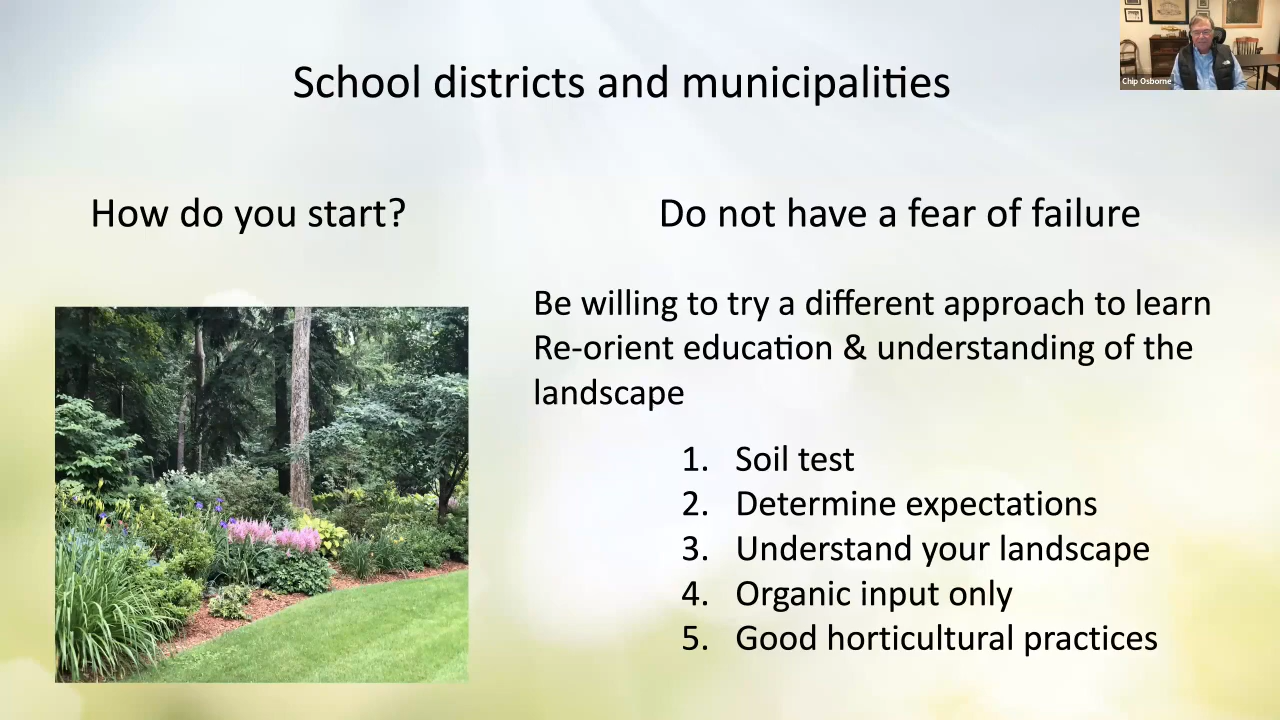 School districts and municipalities
Chip Osborne
How do you start?
Do not have a fear of failure
Be willing to try a different approach to learn
Re-orient education & understanding of the
landscape
1. Soil test
2. Determine expectations
3. Understand your landscape
4. Organic input only
5. Good horticultural practices